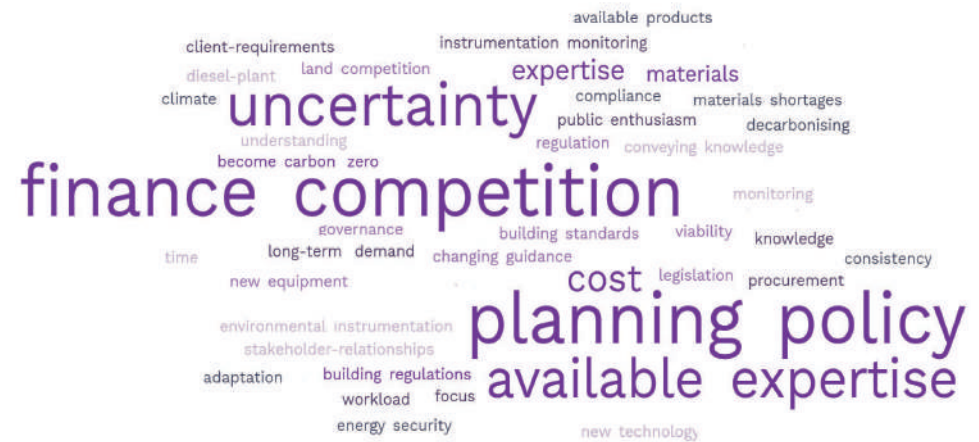 available products
client-requirements
instrumentation monitoring
diesel-plant
land competition
expertise
materials
climate
uncertainty
compliance
materials shortages
public enthusiasm
decarbonising
understanding
regulation
conveying knowledge
become carbon zero
finance
competition
monitoring
governance
building standards
viability
knowledge
time
long-term demand
changing guidance
consistency
new equipment
cost
legislation
procurement
environmental instrumentation
planning policy
stakeholder-relationships
adaptation
building regulations
available expertise
workload
focus
energy security
new technology